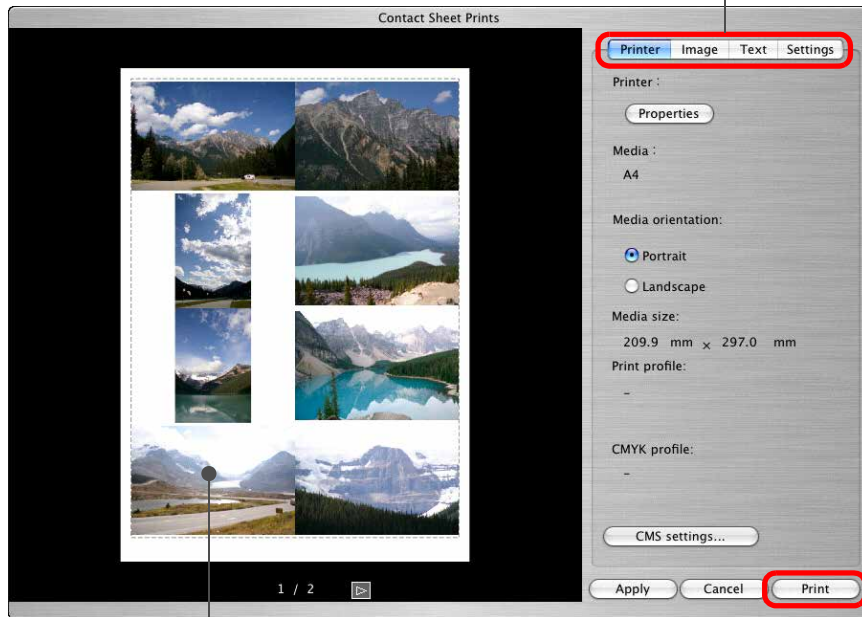 Contact Sheet Prints
Printer Image Text Settings
Printer :
Properties
Media :
A4
Media orientation:
Portrait
Landscape
Media size:
209.9 mm × 297.0 mm
Print profile:
–
CMYK profile:
–
CMS settings...
1 / 2
Apply Cancel Print